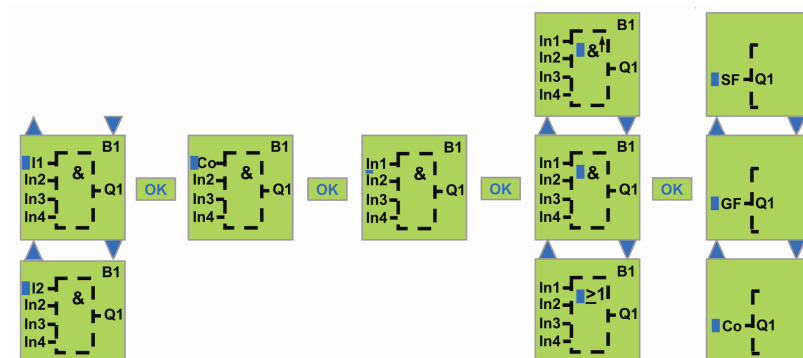 B1
I1
&
In2
Q1
In3
In4
B1
I2
&
In2
Q1
In3
In4
OK
B1
Co
&
In2
Q1
In3
In4
OK
B1
In1
&
In2
Q1
In3
In4
OK
B1
In1
&↑
In2
Q1
In3
In4
B1
In1
&
In2
Q1
In3
In4
B1
In1
≥1
In2
Q1
In3
In4
OK
SF Q1
GF Q1
Co Q1